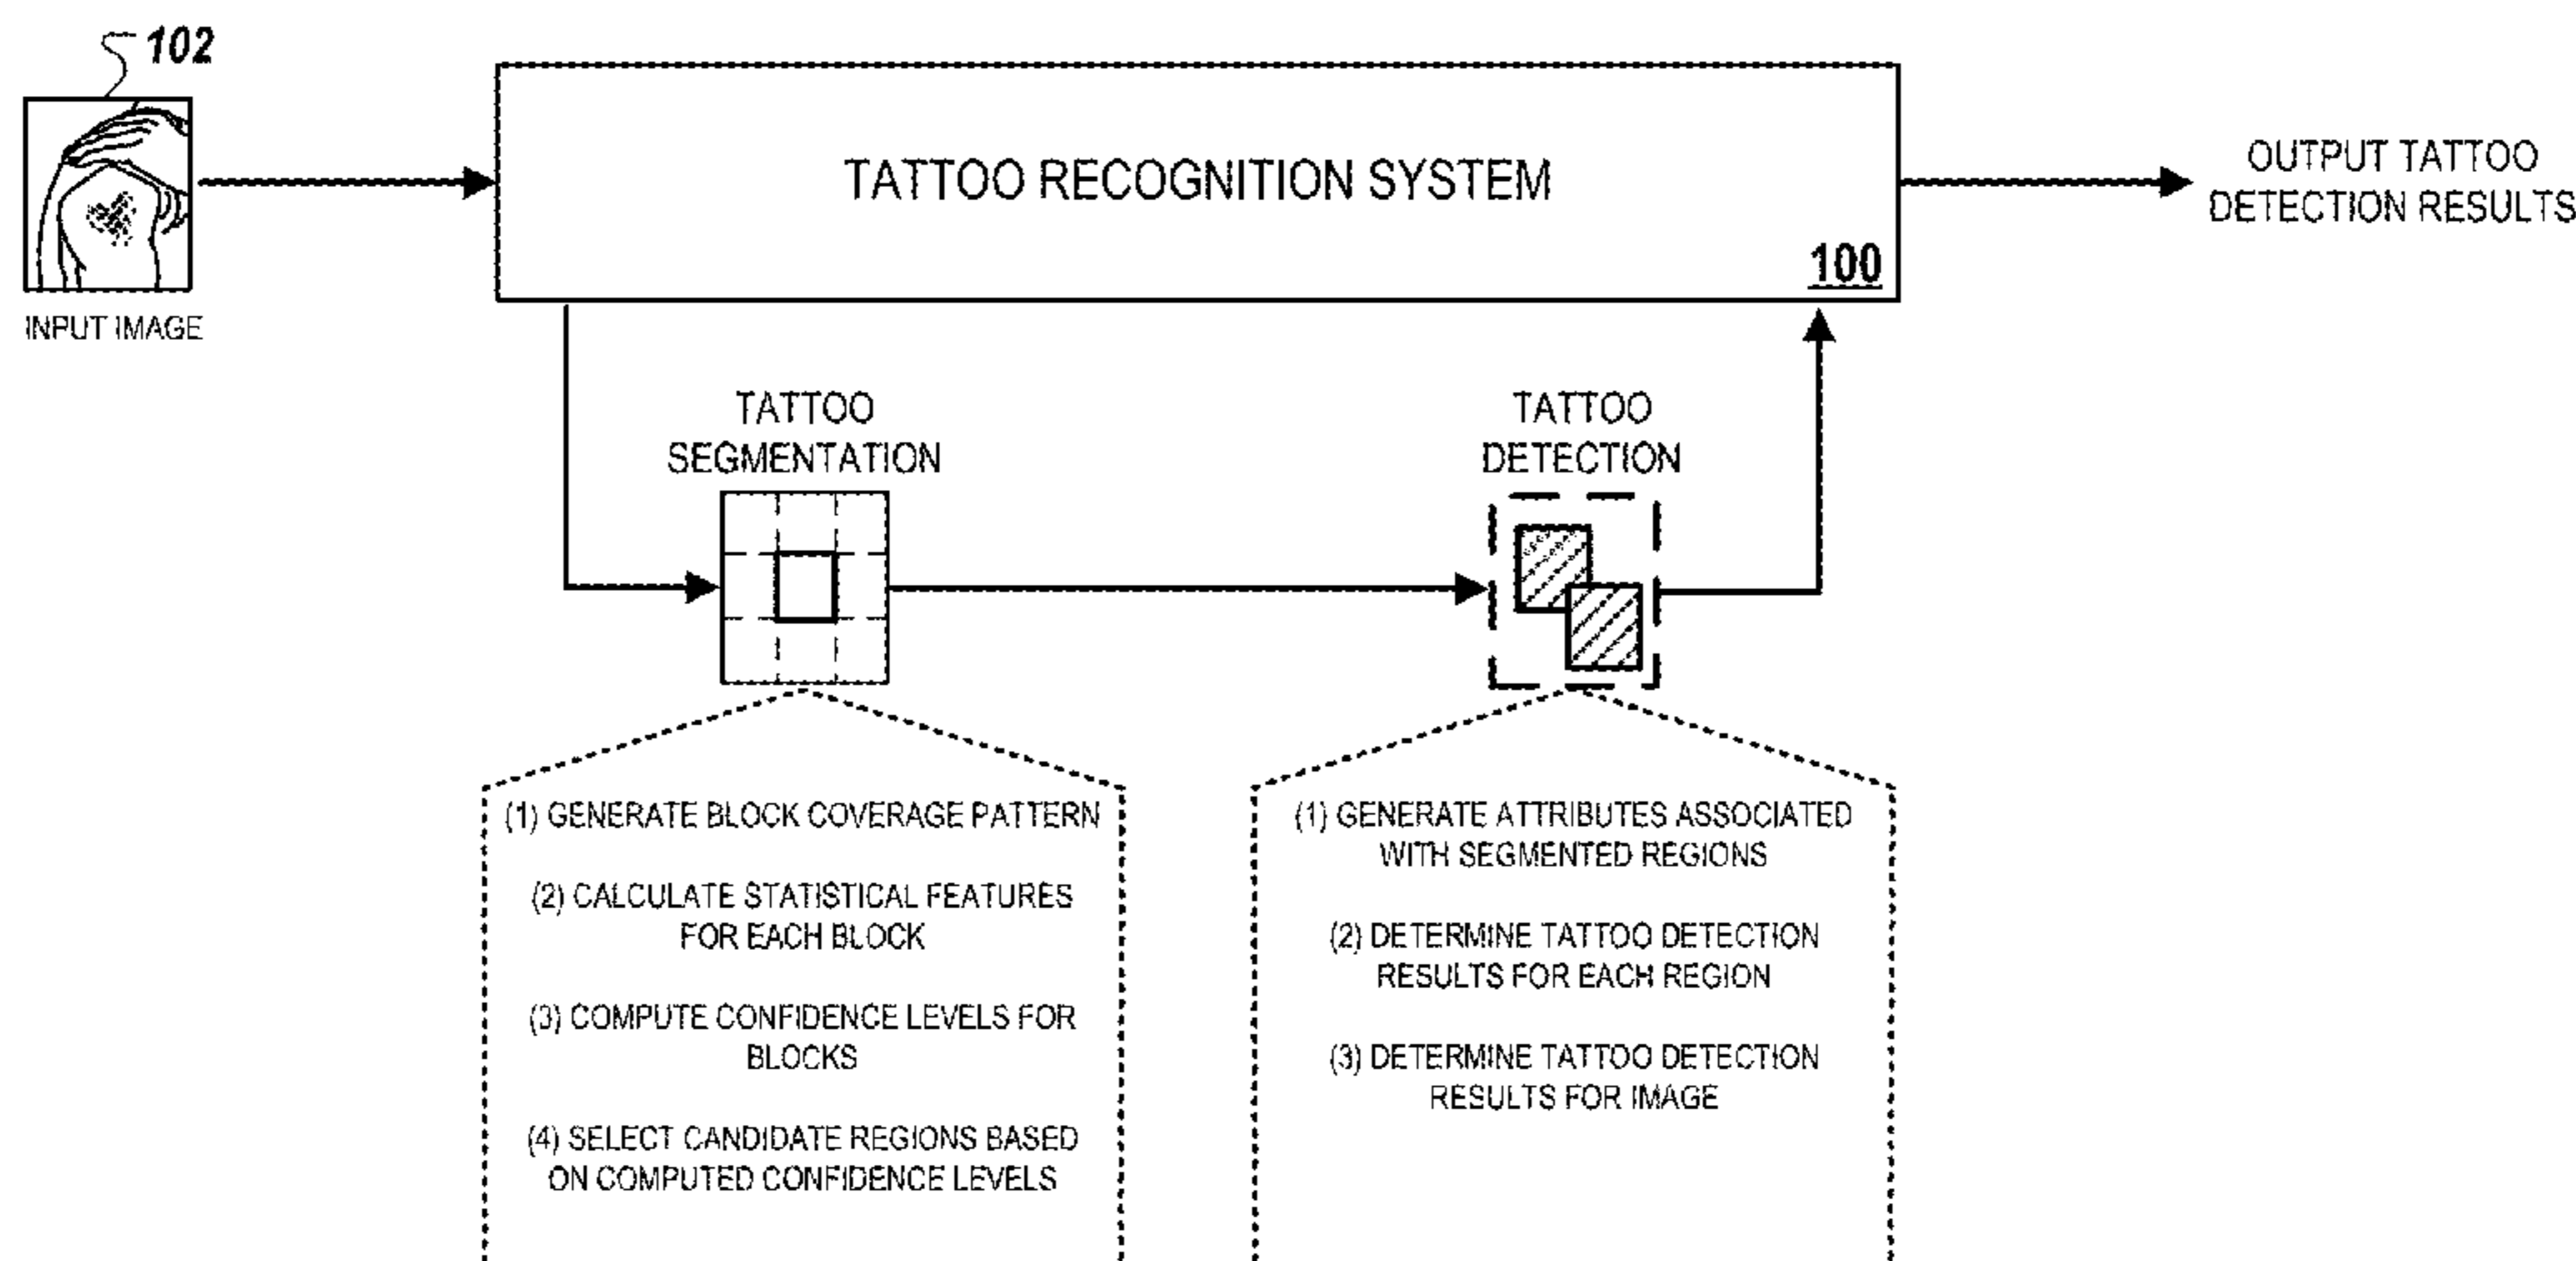 102
INPUT IMAGE
TATTOO RECOGNITION SYSTEM
100
OUTPUT TATTOO
DETECTION RESULTS
TATTOO
SEGMENTATION
TATTOO
DETECTION
(1) GENERATE BLOCK COVERAGE PATTERN
(2) CALCULATE STATISTICAL FEATURES
FOR EACH BLOCK
(3) COMPUTE CONFIDENCE LEVELS FOR
BLOCKS
(4) SELECT CANDIDATE REGIONS BASED
ON COMPUTED CONFIDENCE LEVELS
(1) GENERATE ATTRIBUTES ASSOCIATED
WITH SEGMENTED REGIONS
(2) DETERMINE TATTOO DETECTION
RESULTS FOR EACH REGION
(3) DETERMINE TATTOO DETECTION
RESULTS FOR IMAGE